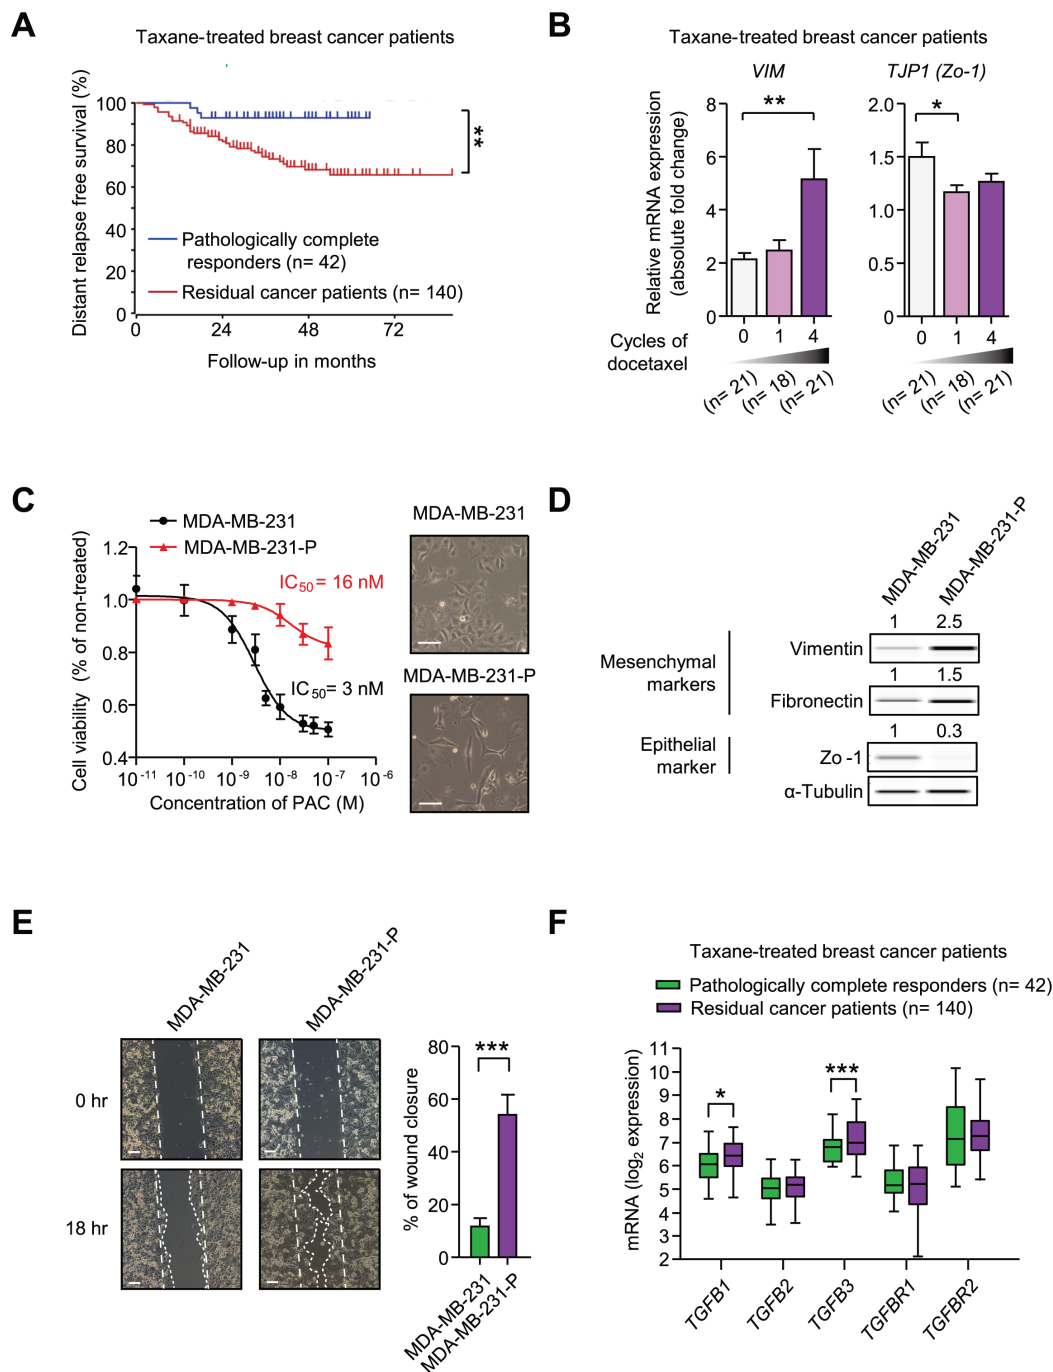 A
Taxane-treated breast cancer patients
Distant relapse free survival (%)
100
80
60
40
20
0
**
Pathologically complete
responders (n= 42)
Residual cancer patients (n= 140)
0 24 48 72
Follow-up in months
B
Taxane-treated breast cancer patients
VIM
TJP1 (Zo-1)
Relative mRNA expression
(absolute fold change)
8
6
4
2
0
**
2.0
1.5
1.0
0.5
0
*
0 1 4
0 1 4
Cycles of
docetaxel
(n= 21) (n= 18) (n= 21)
(n= 21) (n= 18) (n= 21)
C
MDA-MB-231
MDA-MB-231-P
Cell viability (% of non-treated)
1.2
1.0
0.8
0.6
0.4
IC50= 16 nM
IC50= 3 nM
10-11 10-10 10-9 10-8 10-7 10-6
Concentration of PAC (M)
MDA-MB-231
MDA-MB-231-P
D
MDA-MB-231
MDA-MB-231-P
Mesenchymal
markers
Epithelial
marker
1 2.5
Vimentin
1 1.5
Fibronectin
1 0.3
Zo -1
α-Tubulin
E
MDA-MB-231
MDA-MB-231-P
0 hr
18 hr
% of wound closure
80
60
40
20
0
***
MDA-MB-231
MDA-MB-231-P
F
Taxane-treated breast cancer patients
Pathologically complete responders (n= 42)
Residual cancer patients (n= 140)
mRNA (log2 expression)
11
10
9
8
7
6
5
4
3
2
*
***
TGFB1
TGFB2
TGFB3
TGFBR1
TGFBR2